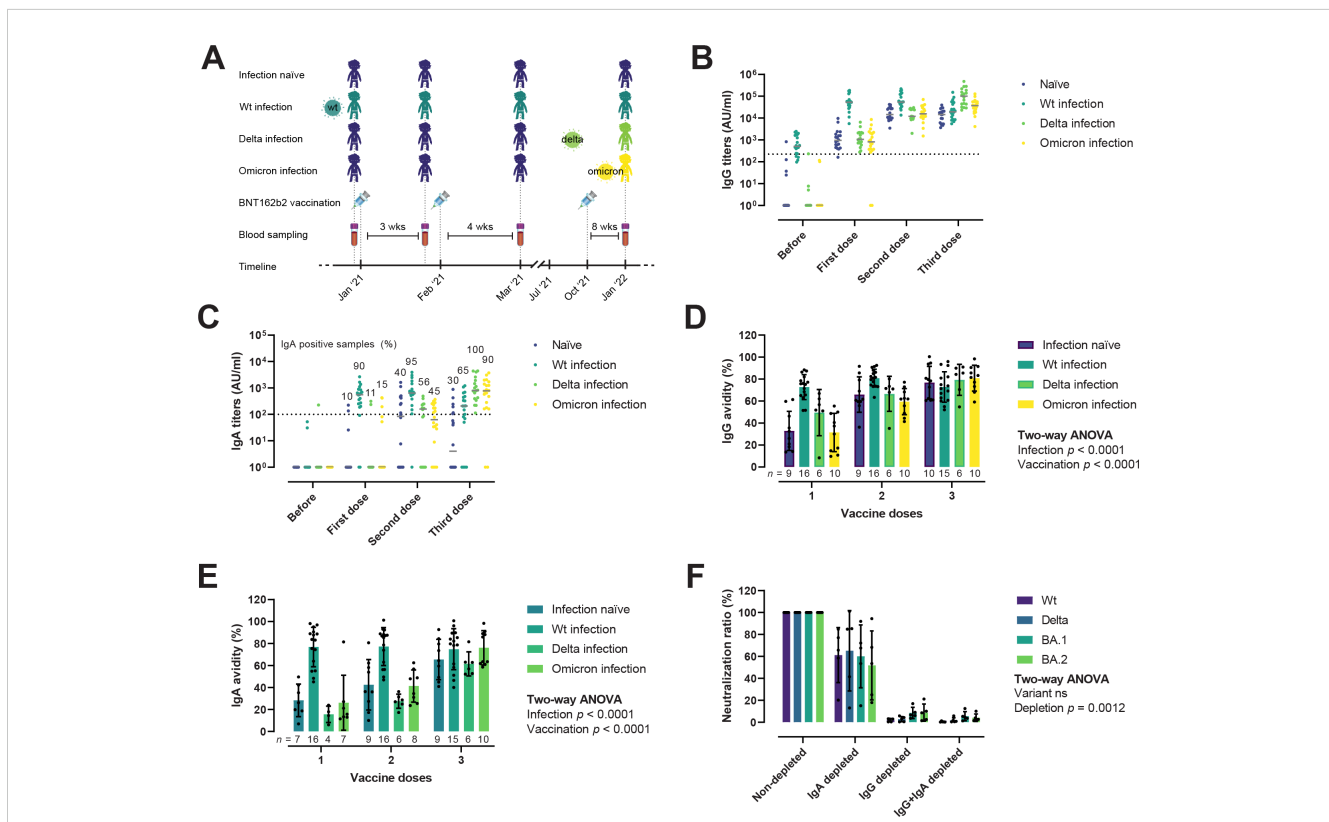 A
Infection naïve
Wt infection
wt
Delta infection
delta
Omicron infection
omicron
BNT162b2 vaccination
Blood sampling
3 wks
4 wks
8 wks
Timeline
Jan '21
Feb '21
Mar '21
Jul '21
Oct '21
Jan '22
B
IgG titers (AU/ml)
10⁶
10⁵
10⁴
10³
10²
10¹
10⁰
Before
First dose
Second dose
Third dose
Naïve
Wt infection
Delta infection
Omicron infection
C
IgA titers (AU/ml)
10⁵
10⁴
10³
10²
10¹
10⁰
IgA positive samples (%)
10 90 11 15 40 95 56 45 30 65 100 90
Before
First dose
Second dose
Third dose
Naïve
Wt infection
Delta infection
Omicron infection
D
IgG avidity (%)
120
100
80
60
40
20
0
n = 9 16 6 10 9 16 6 10 10 15 6 10
1 2 3
Vaccine doses
Infection naïve
Wt infection
Delta infection
Omicron infection
Two-way ANOVA
Infection p < 0.0001
Vaccination p < 0.0001
E
IgA avidity (%)
120
100
80
60
40
20
0
n = 7 16 4 7 9 16 6 8 9 15 6 10
1 2 3
Vaccine doses
Infection naïve
Wt infection
Delta infection
Omicron infection
Two-way ANOVA
Infection p < 0.0001
Vaccination p < 0.0001
F
Neutralization ratio (%)
120
100
80
60
40
20
0
Non-depleted
IgA depleted
IgG depleted
IgG+IgA depleted
Wt
Delta
BA.1
BA.2
Two-way ANOVA
Variant ns
Depletion p = 0.0012